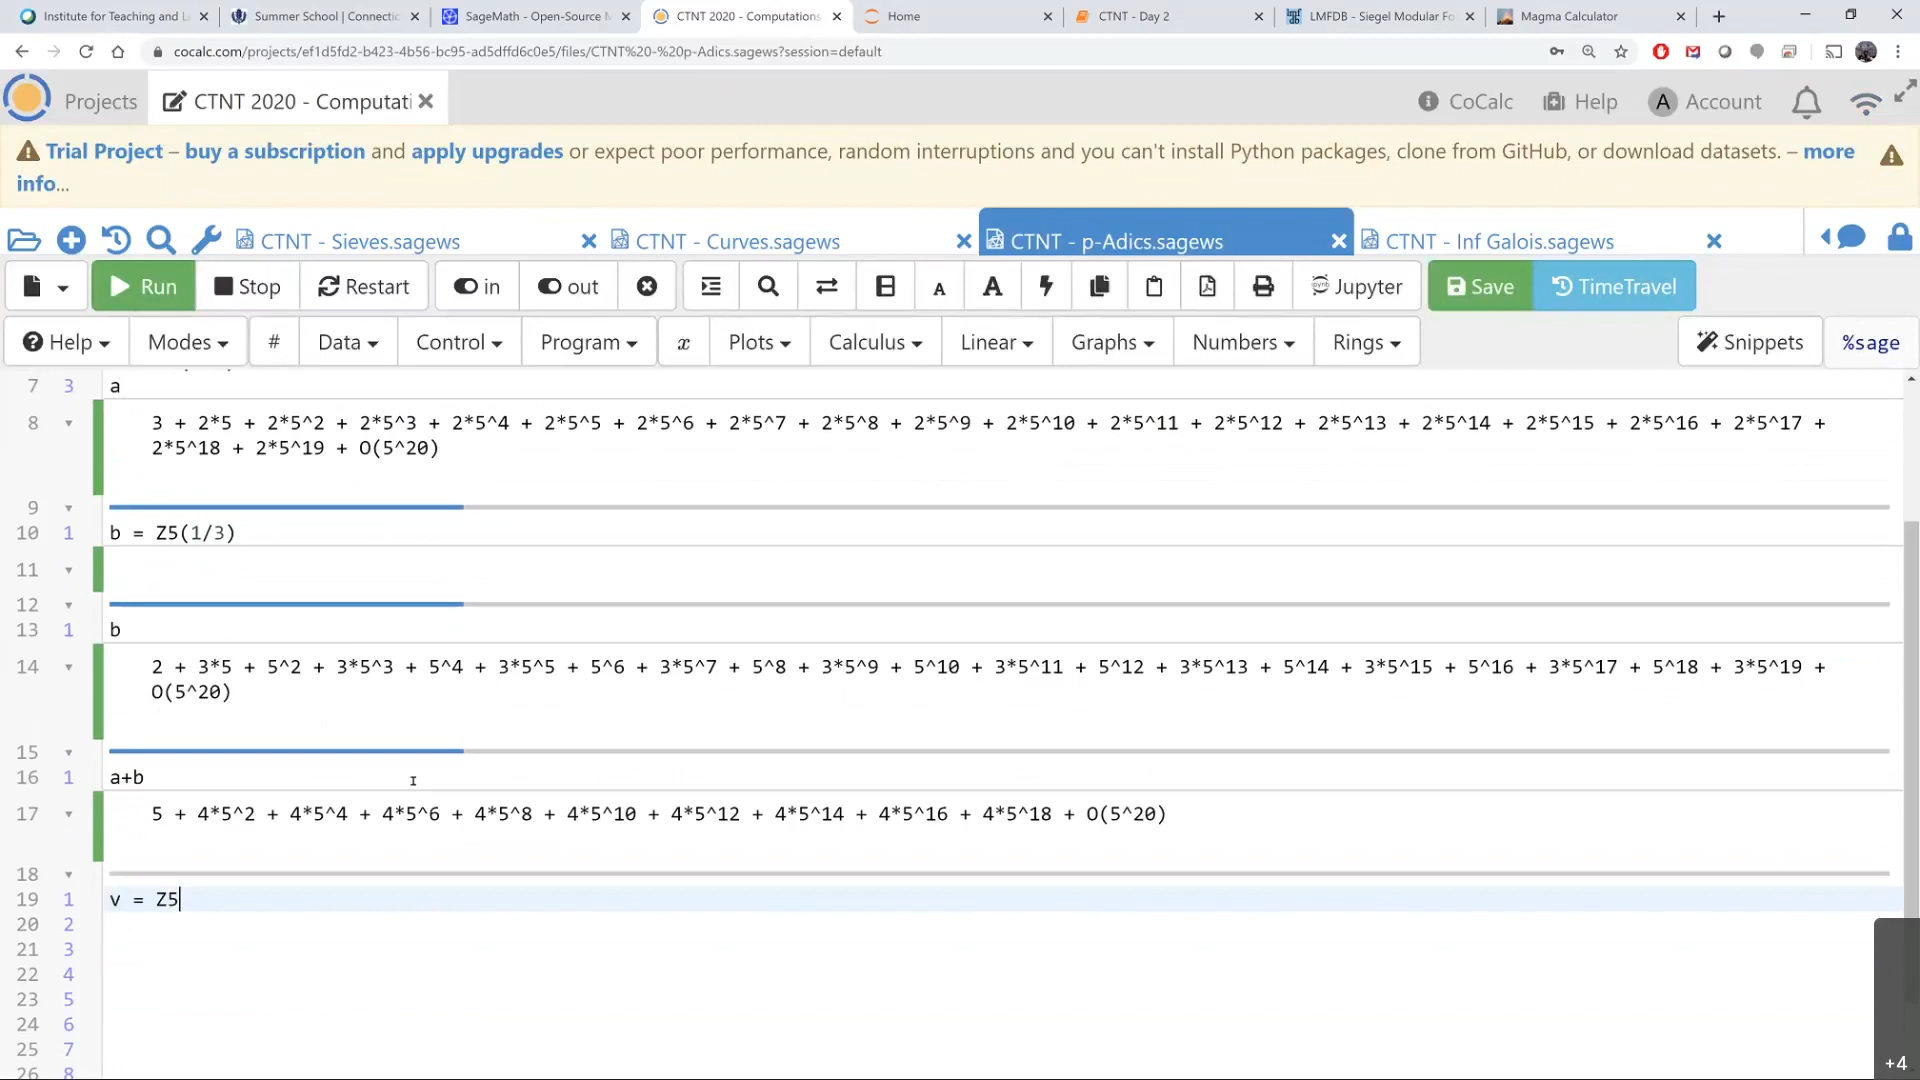 Institute for Teaching and L
Summer School | Connectic
SageMath - Open-Source M
CTNT 2020 - Computations
Home
CTNT - Day 2
LMFDB - Siegel Modular Fo
Magma Calculator
cocalc.com/projects/ef1d5fd2-b423-4b56-bc95-ad5dffd6c0e5/files/CTNT%20-%20p-Adics.sagews?session=default
Projects
CTNT 2020 - Computati
CoCalc
Help
A Account
Trial Project – buy a subscription and apply upgrades or expect poor performance, random interruptions and you can't install Python packages, clone from GitHub, or download datasets. – more
info...
CTNT - Sieves.sagews
CTNT - Curves.sagews
CTNT - p-Adics.sagews
CTNT - Inf Galois.sagews
Run
Stop
Restart
in
out
A
A
Jupyter
Save
TimeTravel
Help
Modes
#
Data
Control
Program
x
Plots
Calculus
Linear
Graphs
Numbers
Rings
Snippets
%sage
7 3 a
8 3 + 2*5 + 2*5^2 + 2*5^3 + 2*5^4 + 2*5^5 + 2*5^6 + 2*5^7 + 2*5^8 + 2*5^9 + 2*5^10 + 2*5^11 + 2*5^12 + 2*5^13 + 2*5^14 + 2*5^15 + 2*5^16 + 2*5^17 +
2*5^18 + 2*5^19 + O(5^20)
9
10 1 b = Z5(1/3)
11
12
13 1 b
14 2 + 3*5 + 5^2 + 3*5^3 + 5^4 + 3*5^5 + 5^6 + 3*5^7 + 5^8 + 3*5^9 + 5^10 + 3*5^11 + 5^12 + 3*5^13 + 5^14 + 3*5^15 + 5^16 + 3*5^17 + 5^18 + 3*5^19 +
O(5^20)
15
16 1 a+b
17 5 + 4*5^2 + 4*5^4 + 4*5^6 + 4*5^8 + 4*5^10 + 4*5^12 + 4*5^14 + 4*5^16 + 4*5^18 + O(5^20)
18
19 1 v = Z5
20 2
21 3
22 4
23 5
24 6
25 7
26 8
+4